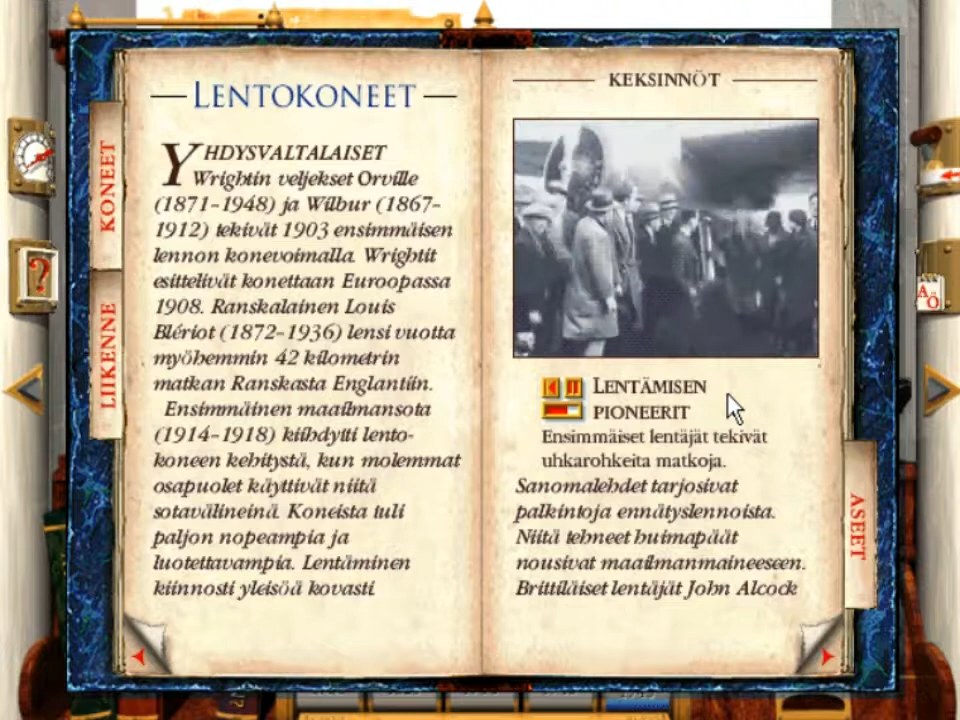 LENTOKONEET
YHDYSVALTALAISET
Wrightin veljekset Orville
(1871-1948) ja Wilbur (1867-
1912) tekivät 1903 ensimmäisen
lennon konevoimalla. Wrightit
esittelivät konettaan Euroopassa
1908. Ranskalainen Louis
Blériot (1872-1936) lensi vuotta
myöhemmin 42 kilometrin
matkan Ranskasta Englantiin.
Ensimmäinen maailmansota
(1914-1918) kiihdytti lento-
koneen kehitystä, kun molemmat
osapuolet käyttivät niitä
sotavälineinä. Koneista tuli
paljon nopeampia ja
luotettavampia. Lentäminen
kiinnosti yleisöä kovasti.
KEKSINNÖT
LENTÄMISEN
PIONEERIT
Ensimmäiset lentäjät tekivät
uhkarohkeita matkoja.
Sanomalehdet tarjosivat
palkintoja ennätyslennoista.
Niitä tehneet huimapäät
nousivat maailmanmaineeseen.
Brittiläiset lentäjät John Alcock
KONEET
LIIKENNE
ASEET
?
AÖ